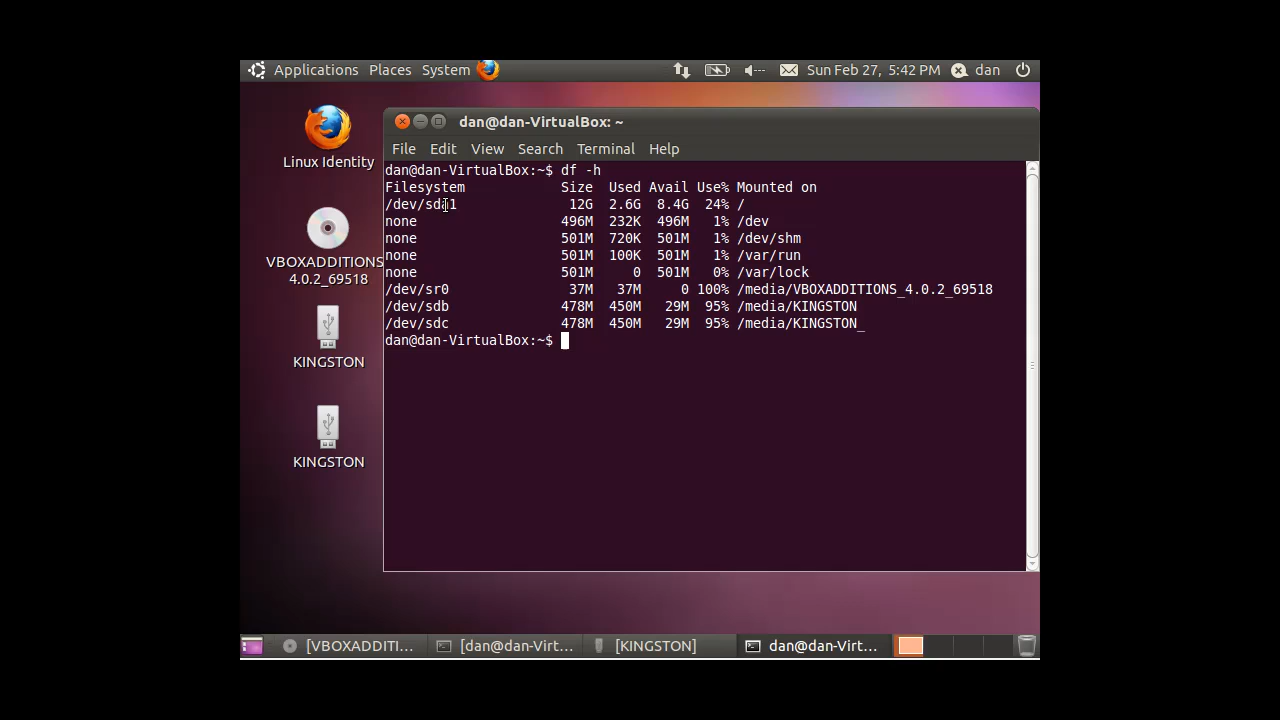 Applications Places System Sun Feb 27, 5:42 PM dan
Linux Identity
VBOXADDITIONS
4.0.2_69518
KINGSTON
KINGSTON
dan@dan-VirtualBox: ~
File Edit View Search Terminal Help
dan@dan-VirtualBox:~$ df -h
Filesystem Size Used Avail Use% Mounted on
/dev/sda1 12G 2.6G 8.4G 24% /
none 496M 232K 496M 1% /dev
none 501M 720K 501M 1% /dev/shm
none 501M 100K 501M 1% /var/run
none 501M 0 501M 0% /var/lock
/dev/sr0 37M 37M 0 100% /media/VBOXADDITIONS_4.0.2_69518
/dev/sdb 478M 450M 29M 95% /media/KINGSTON
/dev/sdc 478M 450M 29M 95% /media/KINGSTON_
dan@dan-VirtualBox:~$
[VBOXADDITI... [dan@dan-Virt... [KINGSTON] dan@dan-Virt...